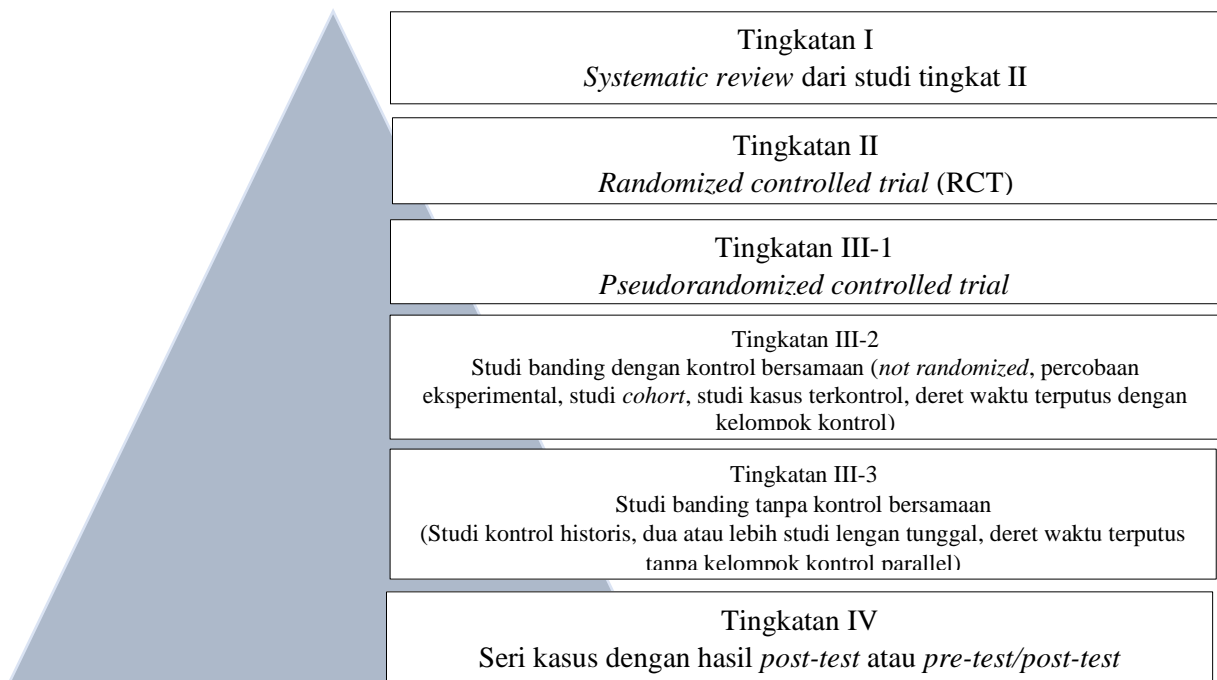 Tingkatan I
Systematic review dari studi tingkat II
Tingkatan II
Randomized controlled trial (RCT)
Tingkatan III-1
Pseudorandomized controlled trial
Tingkatan III-2
Studi banding dengan kontrol bersamaan (not randomized, percobaan
eksperimental, studi cohort, studi kasus terkontrol, deret waktu terputus dengan
kelompok kontrol)
Tingkatan III-3
Studi banding tanpa kontrol bersamaan
(Studi kontrol historis, dua atau lebih studi lengan tunggal, deret waktu terputus
tanpa kelompok kontrol parallel)
Tingkatan IV
Seri kasus dengan hasil post-test atau pre-test/post-test